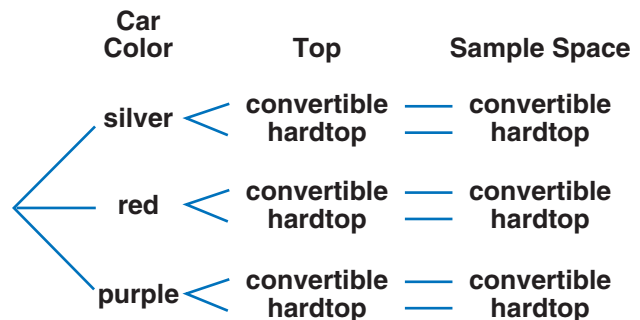 Car
Color Top Sample Space
silver convertible convertible
hardtop hardtop
red convertible convertible
hardtop hardtop
purple convertible convertible
hardtop hardtop